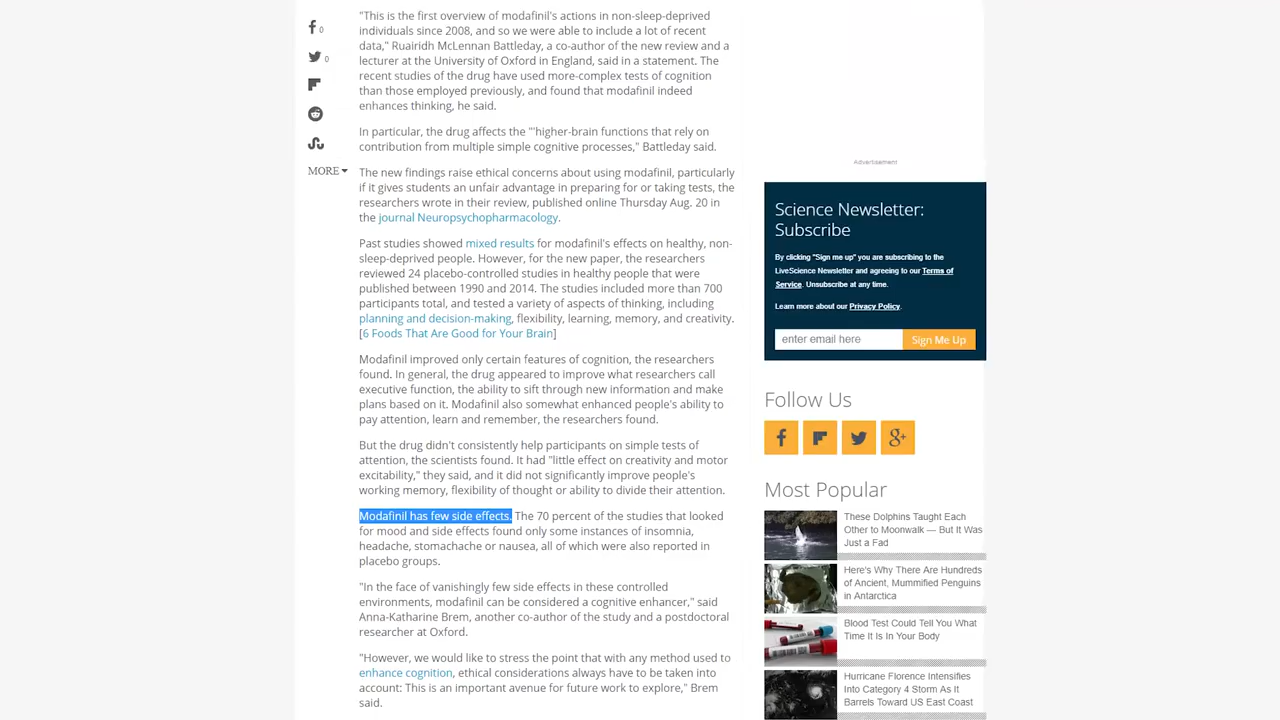 0
0
MORE
"This is the first overview of modafinil's actions in non-sleep-deprived
individuals since 2008, and so we were able to include a lot of recent
data," Ruairidh McLennan Battleday, a co-author of the new review and a
lecturer at the University of Oxford in England, said in a statement. The
recent studies of the drug have used more-complex tests of cognition
than those employed previously, and found that modafinil indeed
enhances thinking, he said.
In particular, the drug affects the "'higher-brain functions that rely on
contribution from multiple simple cognitive processes," Battleday said.
The new findings raise ethical concerns about using modafinil, particularly
if it gives students an unfair advantage in preparing for or taking tests, the
researchers wrote in their review, published online Thursday Aug. 20 in
the journal Neuropsychopharmacology.
Past studies showed mixed results for modafinil's effects on healthy, non-
sleep-deprived people. However, for the new paper, the researchers
reviewed 24 placebo-controlled studies in healthy people that were
published between 1990 and 2014. The studies included more than 700
participants total, and tested a variety of aspects of thinking, including
planning and decision-making, flexibility, learning, memory, and creativity.
[6 Foods That Are Good for Your Brain]
Modafinil improved only certain features of cognition, the researchers
found. In general, the drug appeared to improve what researchers call
executive function, the ability to sift through new information and make
plans based on it. Modafinil also somewhat enhanced people's ability to
pay attention, learn and remember, the researchers found.
But the drug didn't consistently help participants on simple tests of
attention, the scientists found. It had "little effect on creativity and motor
excitability," they said, and it did not significantly improve people's
working memory, flexibility of thought or ability to divide their attention.
Modafinil has few side effects. The 70 percent of the studies that looked
for mood and side effects found only some instances of insomnia,
headache, stomachache or nausea, all of which were also reported in
placebo groups.
"In the face of vanishingly few side effects in these controlled
environments, modafinil can be considered a cognitive enhancer," said
Anna-Katharine Brem, another co-author of the study and a postdoctoral
researcher at Oxford.
"However, we would like to stress the point that with any method used to
enhance cognition, ethical considerations always have to be taken into
account: This is an important avenue for future work to explore," Brem
said.
Advertisement
Science Newsletter:
Subscribe
By clicking "Sign me up" you are subscribing to the
LiveScience Newsletter and agreeing to our Terms of
Service. Unsubscribe at any time.
Learn more about our Privacy Policy.
enter email here
Sign Me Up
Follow Us
Most Popular
These Dolphins Taught Each
Other to Moonwalk — But It Was
Just a Fad
Here's Why There Are Hundreds
of Ancient, Mummified Penguins
in Antarctica
Blood Test Could Tell You What
Time It Is In Your Body
Hurricane Florence Intensifies
Into Category 4 Storm As It
Barrels Toward US East Coast